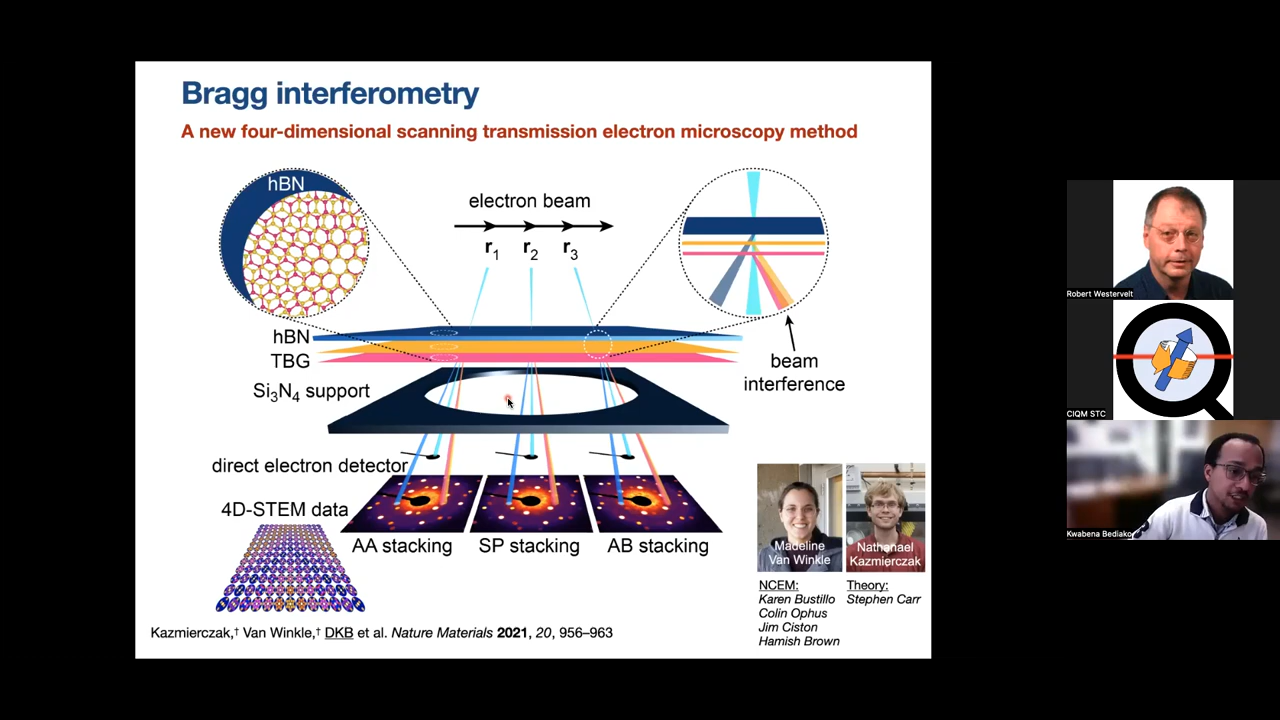 Bragg interferometry
A new four-dimensional scanning transmission electron microscopy method
hBN
electron beam
r1 r2 r3
hBN
TBG
Si3N4 support
beam
interference
direct electron detector
4D-STEM data
AA stacking SP stacking AB stacking
Madeline
Van Winkle
Nathanael
Kazmierczak
NCEM:
Karen Bustillo
Colin Ophus
Jim Ciston
Hamish Brown
Theory:
Stephen Carr
Kazmierczak,† Van Winkle,† DKB et al. Nature Materials 2021, 20, 956–963
Robert Westervelt
CIQM STC
Kwabena Bediako